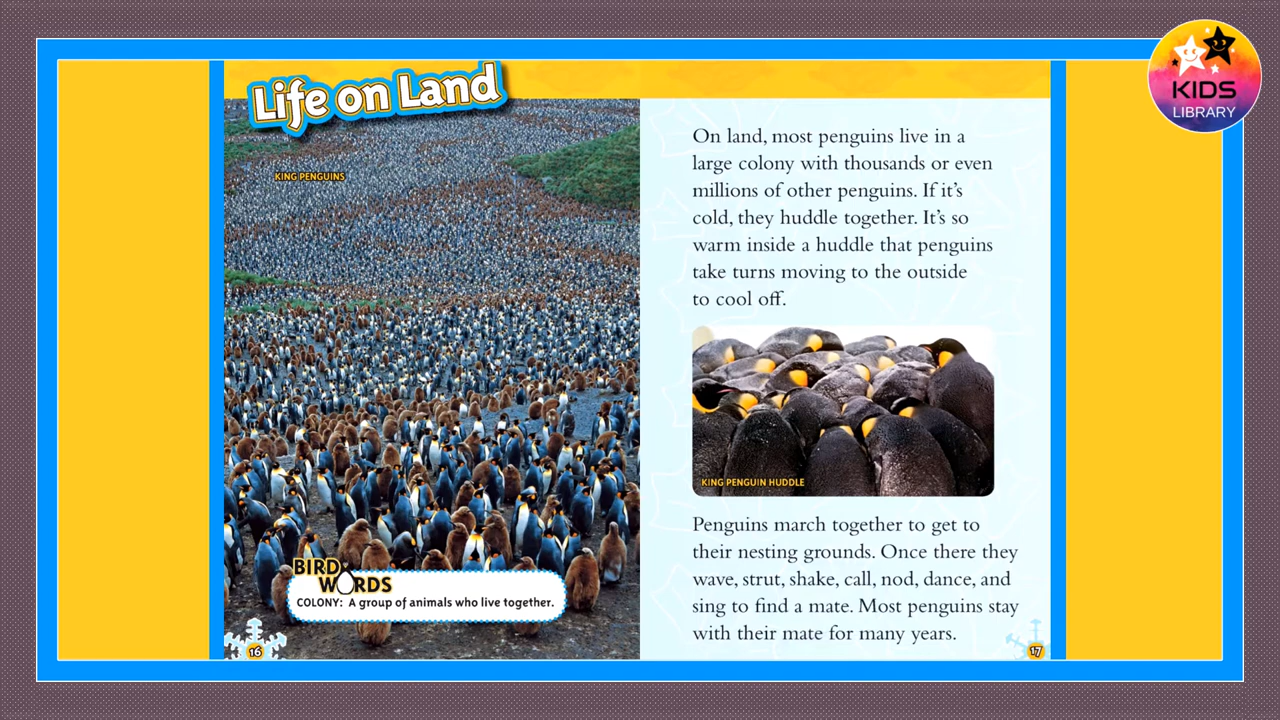 Life on Land
KING PENGUINS
BIRD
WORDS
COLONY: A group of animals who live together.
16
On land, most penguins live in a
large colony with thousands or even
millions of other penguins. If it's
cold, they huddle together. It's so
warm inside a huddle that penguins
take turns moving to the outside
to cool off.
KING PENGUIN HUDDLE
Penguins march together to get to
their nesting grounds. Once there they
wave, strut, shake, call, nod, dance, and
sing to find a mate. Most penguins stay
with their mate for many years.
17
KIDS
LIBRARY